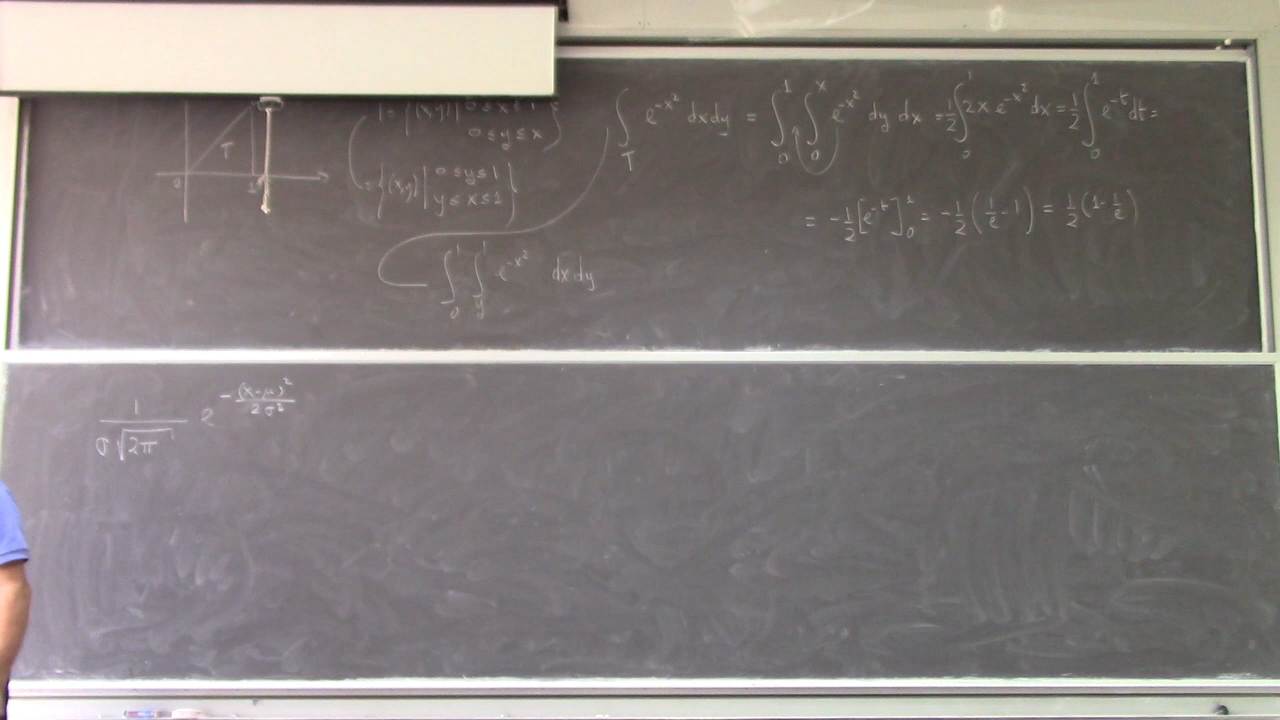 T = {(x,y) | 0 ≤ x ≤ 1
0 ≤ y ≤ x }
= {(x,y) | 0 ≤ y ≤ 1
y ≤ x ≤ 1 }
T
0 1
∫_T e^{-x²} dx dy = ∫_0^1 ∫_0^x e^{-x²} dy dx = 1/2 ∫_0^1 2x e^{-x²} dx = 1/2 ∫_0^1 e^{-t} dt =
= -1/2 [e^{-t}]_0^1 = -1/2 (1/e - 1) = 1/2 (1 - 1/e)
∫_0^1 ∫_y^1 e^{-x²} dx dy
1/(σ√(2π)) e^{-(x-μ)²/(2σ²)}